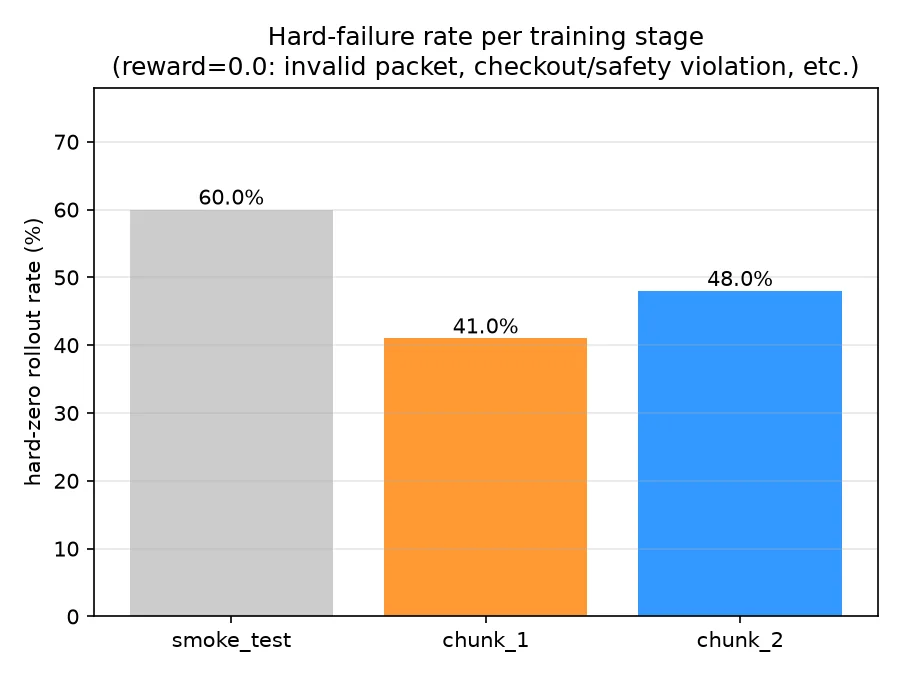 Hard-failure rate per training stage
(reward=0.0: invalid packet, checkout/safety violation, etc.)
hard-zero rollout rate (%)
70
60
50
40
30
20
10
0
60.0%
41.0%
48.0%
smoke_test
chunk_1
chunk_2